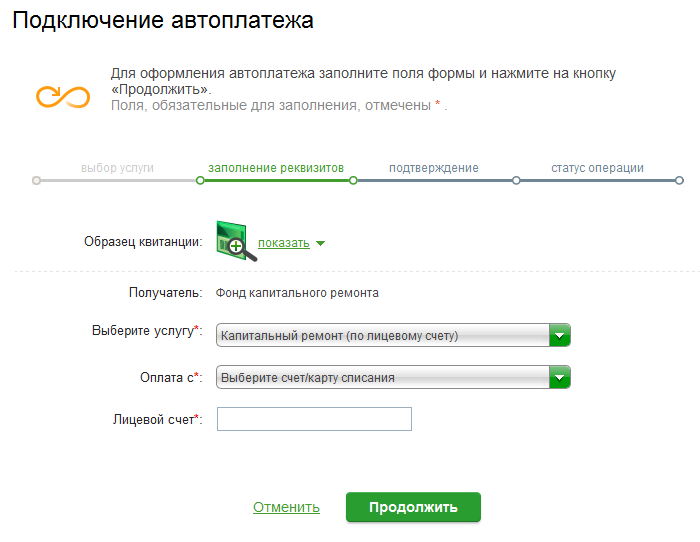 Подключение автоплатежа
Для оформления автоплатежа заполните поля формы и нажмите на кнопку
«Продолжить».
Поля, обязательные для заполнения, отмечены * .
выбор услуги заполнение реквизитов подтверждение статус операции
Образец квитанции: показать
Получатель: Фонд капитального ремонта
Выберите услугу*: Капитальный ремонт (по лицевому счету)
Оплата с*: Выберите счет/карту списания
Лицевой счет*:
Отменить Продолжить